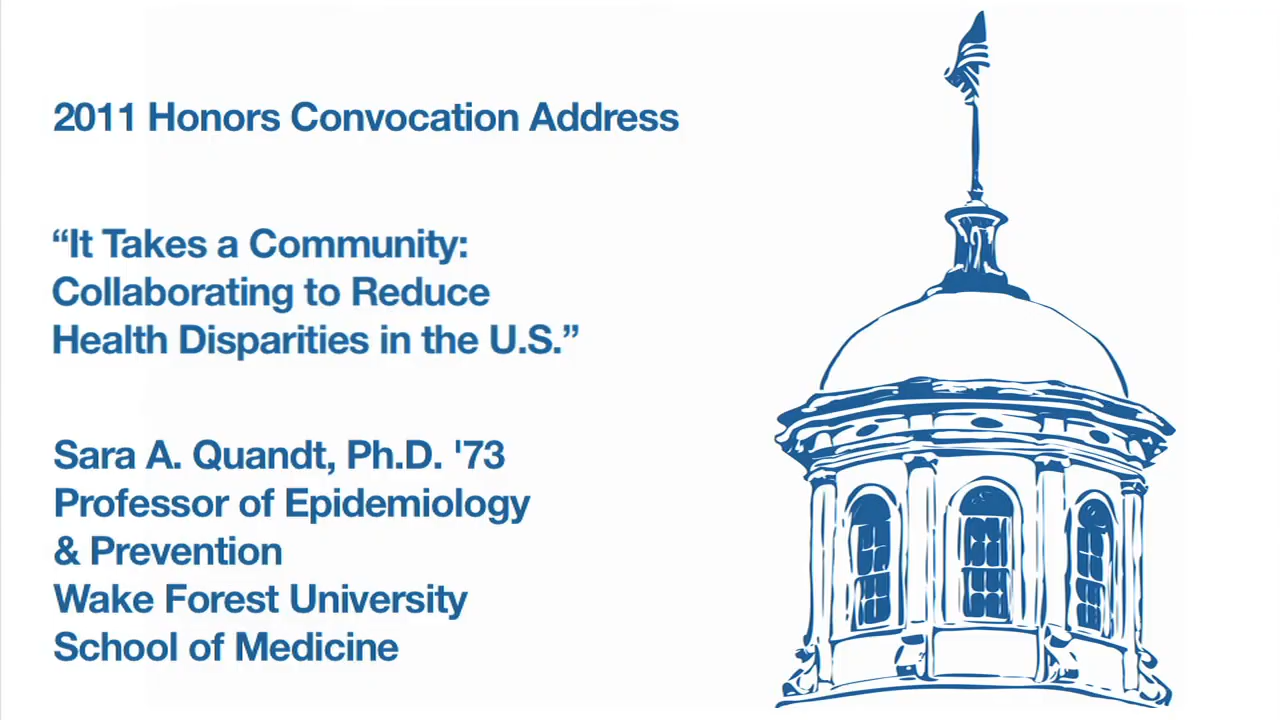 2011 Honors Convocation Address
“It Takes a Community:
Collaborating to Reduce
Health Disparities in the U.S.”
Sara A. Quandt, Ph.D. '73
Professor of Epidemiology
& Prevention
Wake Forest University
School of Medicine